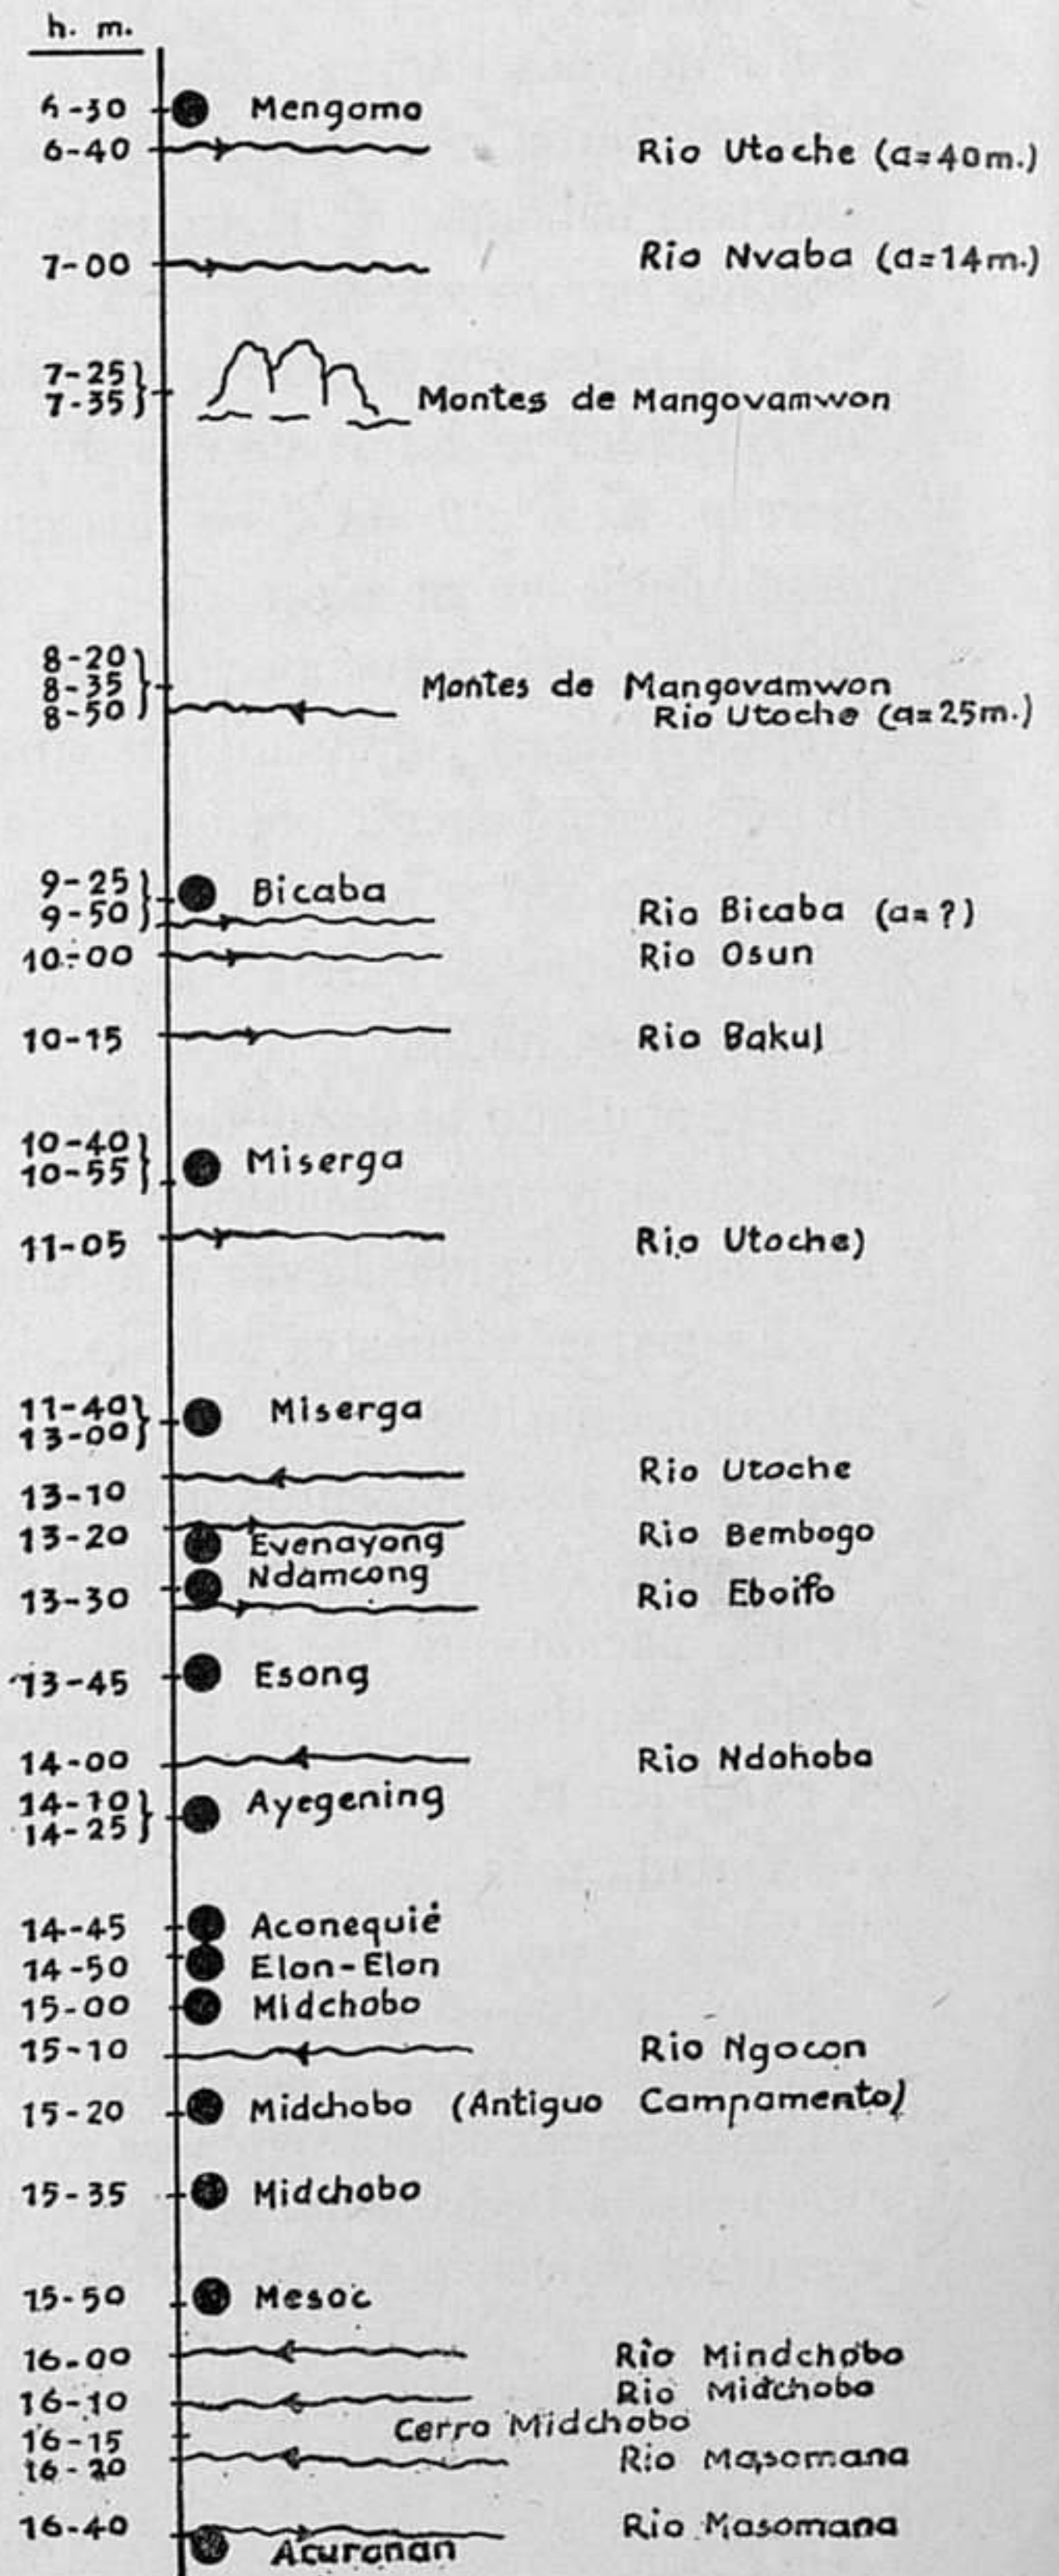 h. m.
6-30 Mengomo
6-40 Rio Utoche (a=40m.)
7-00 Rio Nvaba (a=14m.)
7-25
7-35 Montes de Mangovamwon
8-20
8-35 Montes de Mangovamwon
8-50 Rio Utoche (a=25m.)
9-25 Bicaba
9-50 Rio Bicaba (a=?)
10-00 Rio Osun
10-15 Rio Bakul
10-40
10-55 Miserga
11-05 Rio Utoche)
11-40 Miserga
13-00
13-10 Rio Utoche
13-20 Evenayong Rio Bembogo
Ndamcong
13-30 Rio Eboifo
13-45 Esong
14-00 Rio Ndohoba
14-10 Ayegening
14-25
14-45 Aconequié
14-50 Elon-Elon
15-00 Midchobo
15-10 Rio Ngocon
15-20 Midchobo (Antiguo Campamento)
15-35 Midchobo
15-50 Mesoc
16-00 Rio Mindchobo
16-10 Rio Midchobo
16-15 Cerro Midchobo
16-20 Rio Masomana
16-40 Rio Masomana
Acuranan